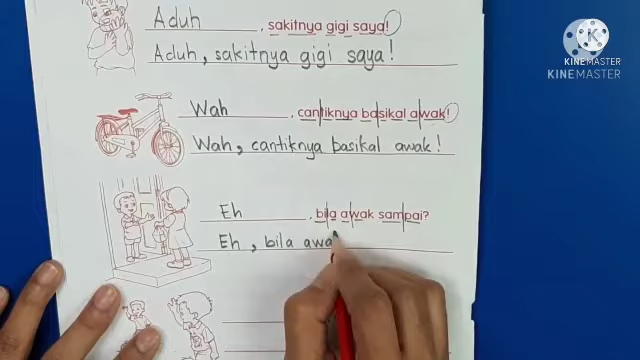 Aduh, sakitnya gigi saya!
Aduh, sakitnya gigi saya!
Wah, cantiknya basikal awak!
Wah, cantiknya basikal awak!
Eh, bila awak sampai?
Eh, bila awa
KINEMASTER
KINEMASTER